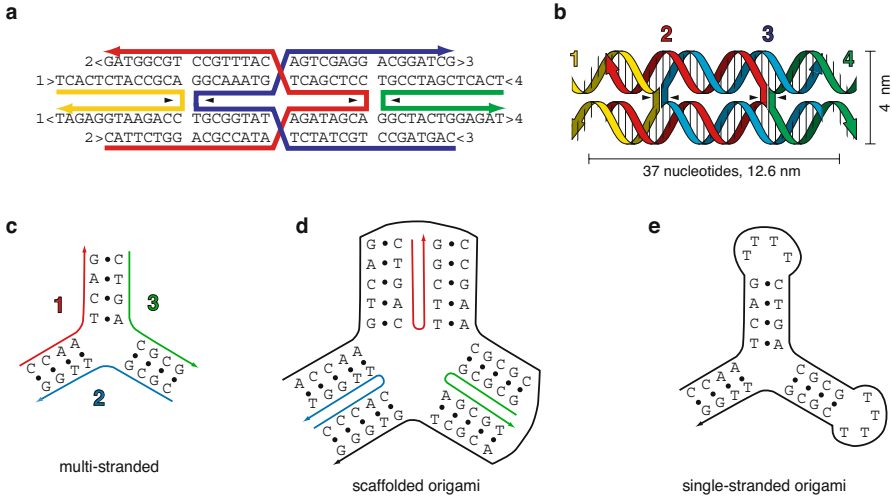 a
2<GATGGCGT CCGTTTAC AGTCGAGG ACGGATCG>3
1>TCACTCTACCGCA GGCAAATG TCAGCTCC TGCCTAGCTCACT<4
1<TAGAGGTAAGACC TGCGGTAT AGATAGCA GGCTACTGGAGAT>4
2>CATTCTGG ACGCCATA TCTATCGT CCGATGAC<3
b
1 2 3 4
4 nm
37 nucleotides, 12.6 nm
c
G C
A T
C G
T A
1 3
C C A A
G G T T
C G C G
G C G C
2
multi-stranded
d
G C G C
A T G C
C G C G
T A T A
G C T A
A C C A A
T G G T T
C G C G C
G C G C G
C C C A C
G G G T G
A G C G T
T C G C A
scaffolded origami
e
T T T T
G C
A T
C G
T A
C C A A
G G T T
C G C G
G C G C
T T T T
single-stranded origami